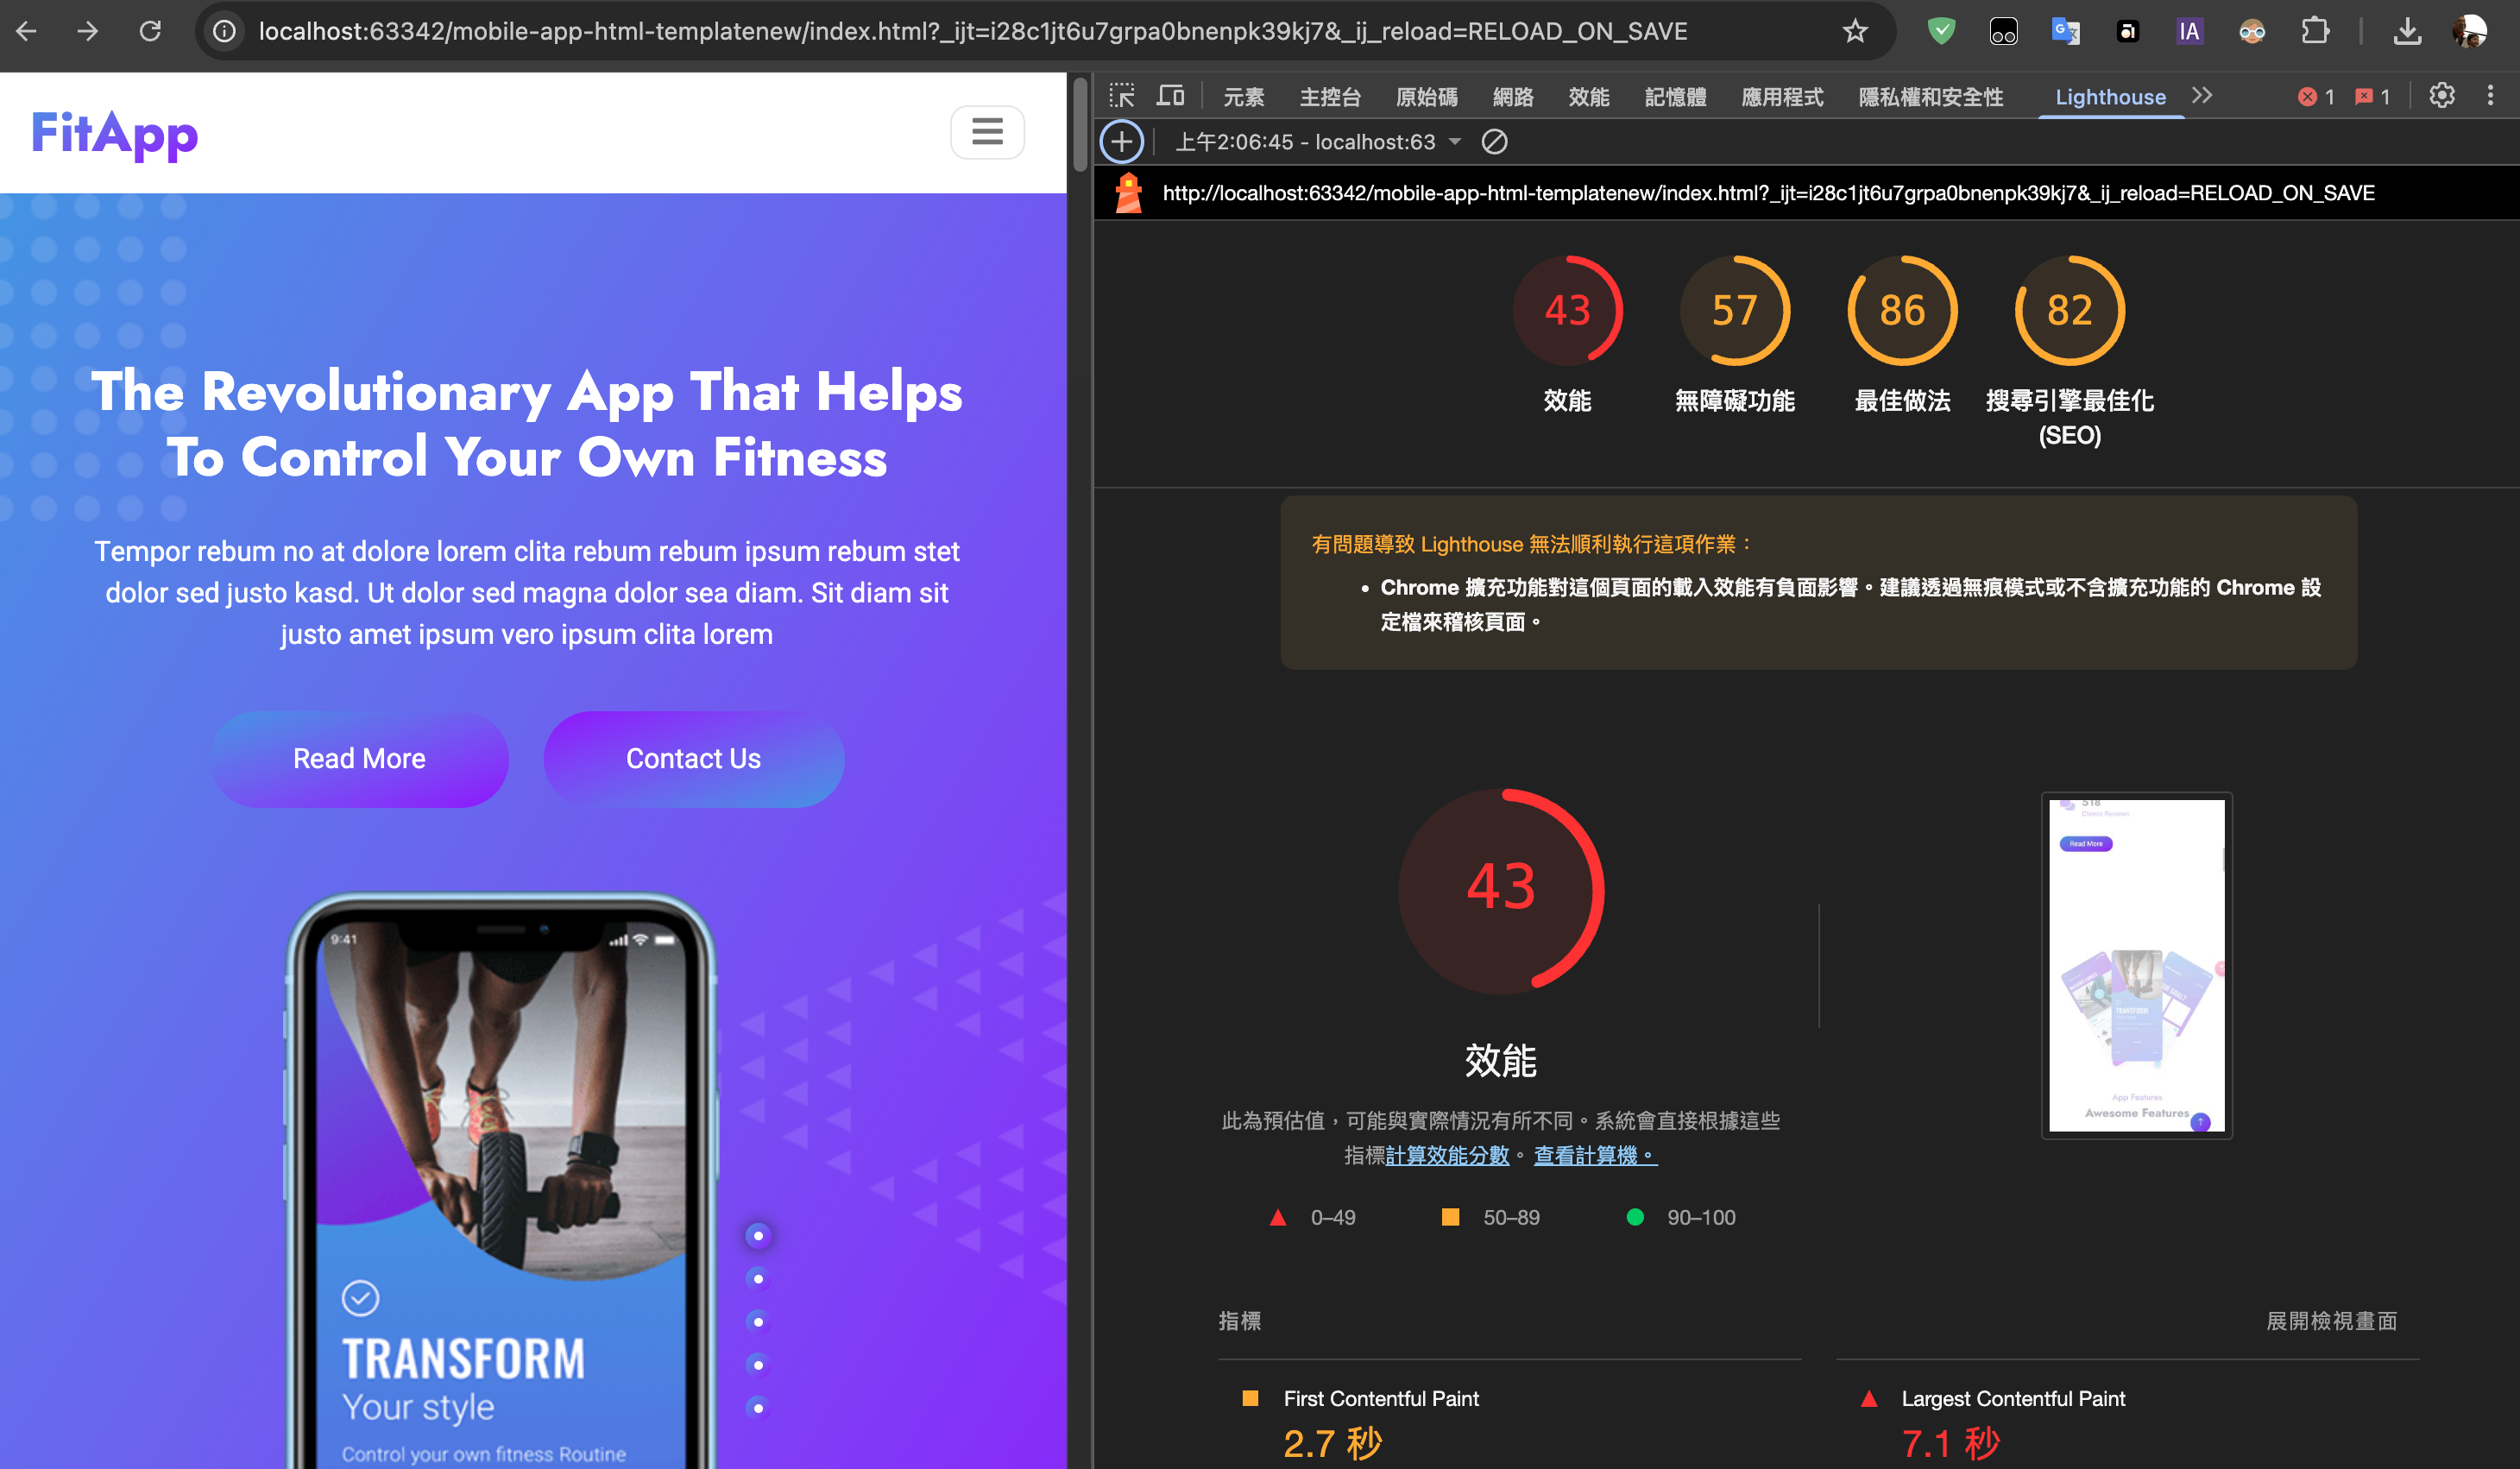 localhost:63342/mobile-app-html-templatenew/index.html?_ijt=i28c1jt6u7grpa0bnenpk39kj7&_ij_reload=RELOAD_ON_SAVE
IA
FitApp
The Revolutionary App That Helps
To Control Your Own Fitness
Tempor rebum no at dolore lorem clita rebum rebum ipsum rebum stet
dolor sed justo kasd. Ut dolor sed magna dolor sea diam. Sit diam sit
justo amet ipsum vero ipsum clita lorem
Read More
Contact Us
9:41
TRANSFORM
Your style
Control your own fitness Routine
元素 主控台 原始碼 網路 效能 記憶體 應用程式 隱私權和安全性 Lighthouse 1 1
上午2:06:45 - localhost:63
http://localhost:63342/mobile-app-html-templatenew/index.html?_ijt=i28c1jt6u7grpa0bnenpk39kj7&_ij_reload=RELOAD_ON_SAVE
43 57 86 82
效能 無障礙功能 最佳做法 搜尋引擎最佳化
(SEO)
有問題導致 Lighthouse 無法順利執行這項作業：
• Chrome 擴充功能對這個頁面的載入效能有負面影響。建議透過無痕模式或不含擴充功能的 Chrome 設
定檔來稽核頁面。
43
效能
此為預估值，可能與實際情況有所不同。系統會直接根據這些
指標計算效能分數。查看計算機。
0–49 50–89 90–100
518
Clients Reviews
Read More
TRANSFORM
App Features
Awesome Features
指標
展開檢視畫面
First Contentful Paint
2.7 秒
Largest Contentful Paint
7.1 秒